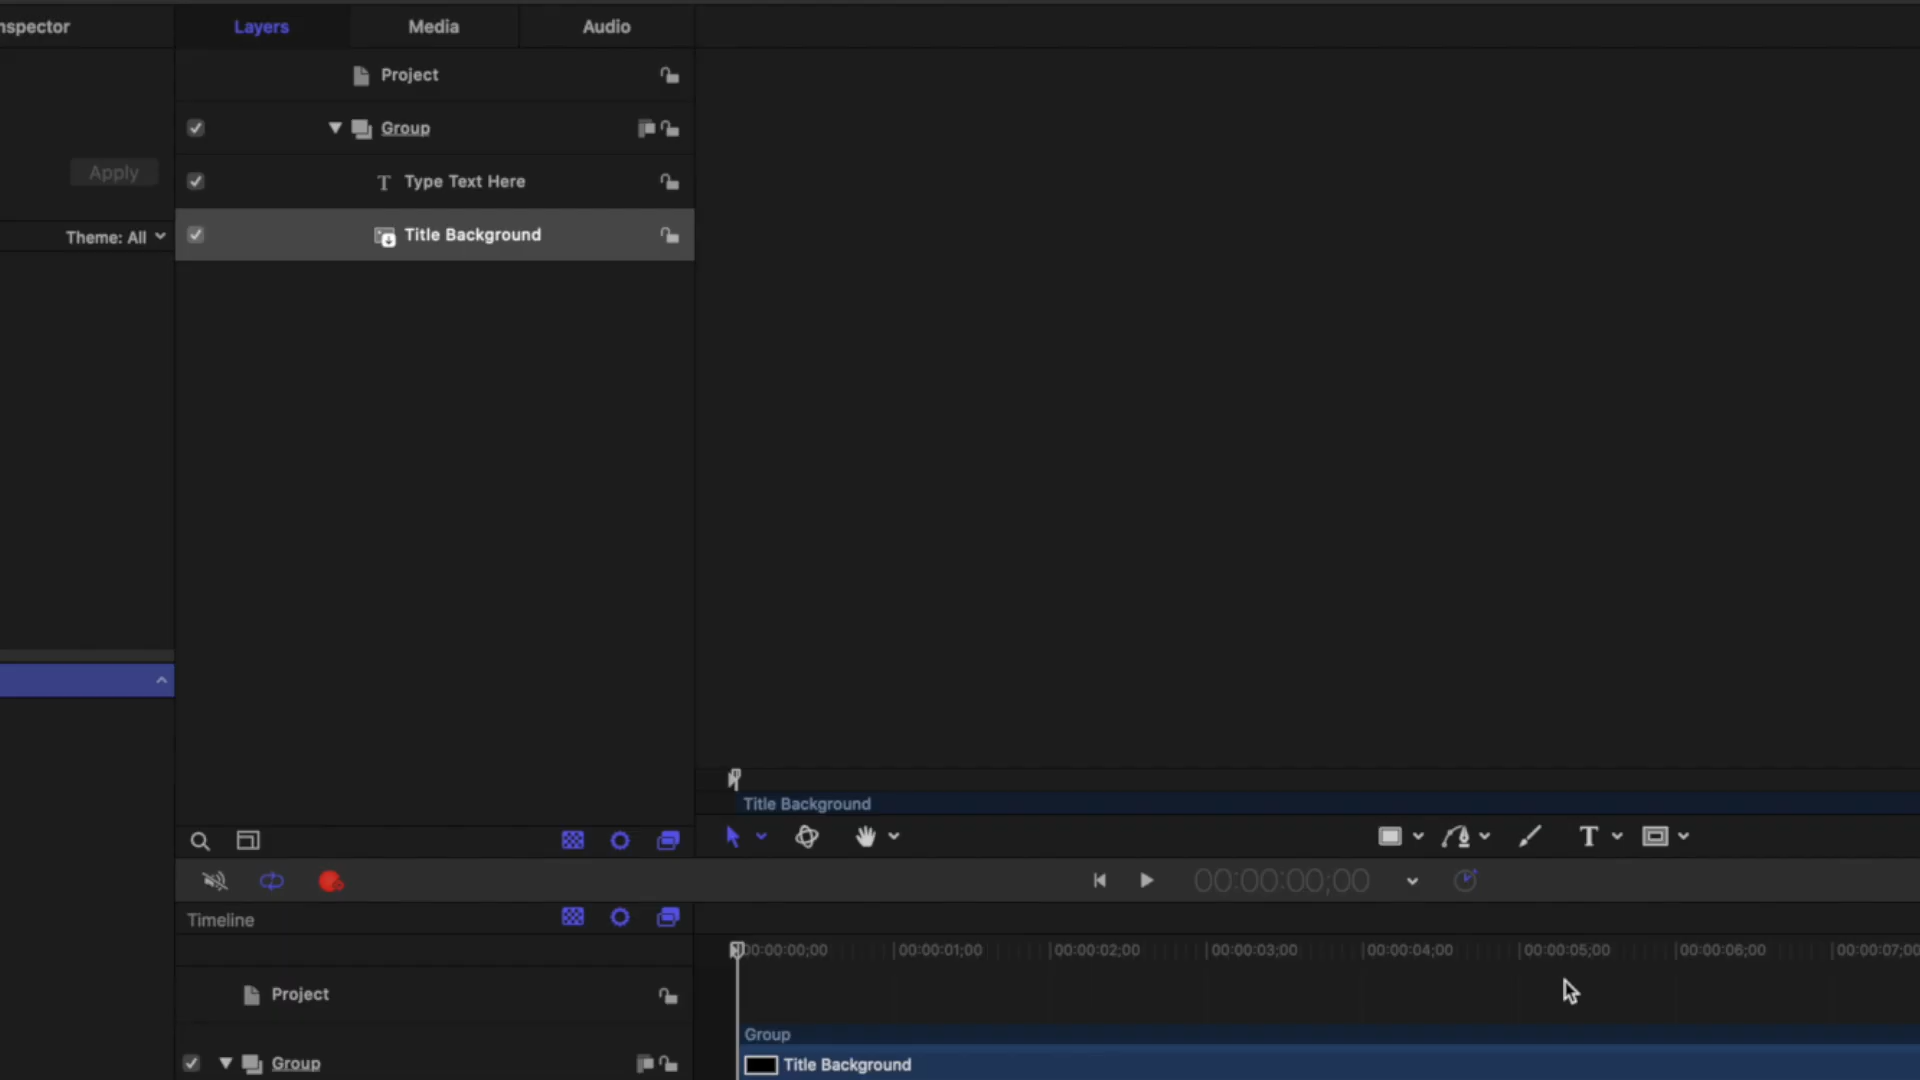 nspector
Layers
Media
Audio
Project
Group
Apply
Type Text Here
Theme: All
Title Background
Title Background
T
00:00:00;00
Timeline
00:00:00;00
00:00:01;00
00:00:02;00
00:00:03;00
00:00:04;00
00:00:05;00
00:00:06;00
00:00:07;00
Project
Group
Group
Title Background